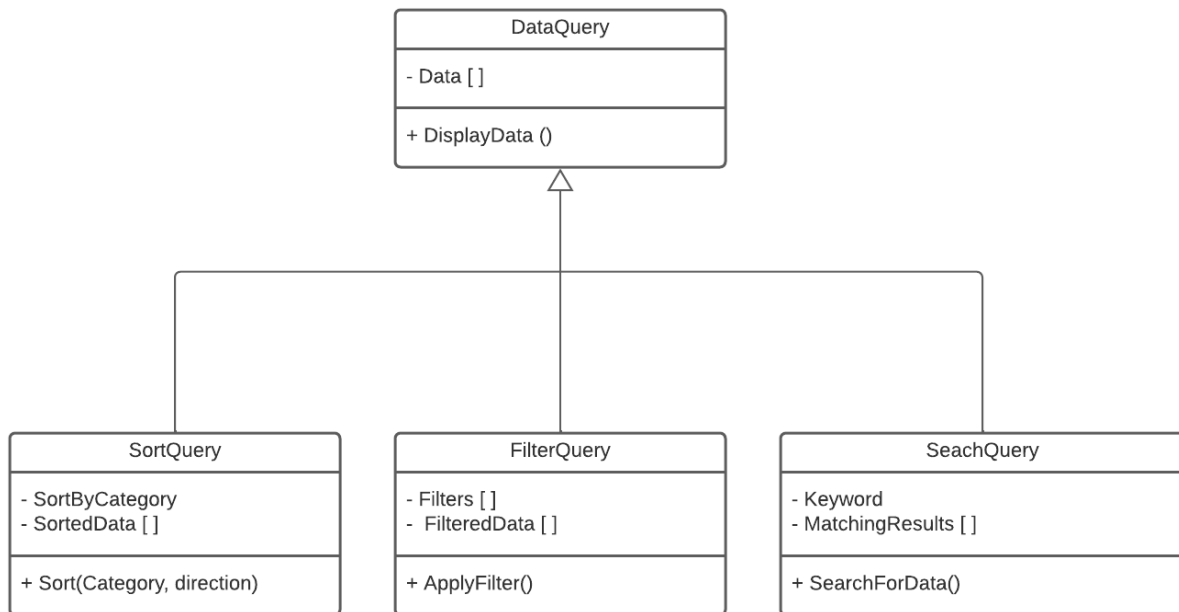 DataQuery
- Data [ ]
+ DisplayData ()
SortQuery
- SortByCategory
- SortedData [ ]
+ Sort(Category, direction)
FilterQuery
- Filters [ ]
- FilteredData [ ]
+ ApplyFilter()
SeachQuery
- Keyword
- MatchingResults [ ]
+ SearchForData()